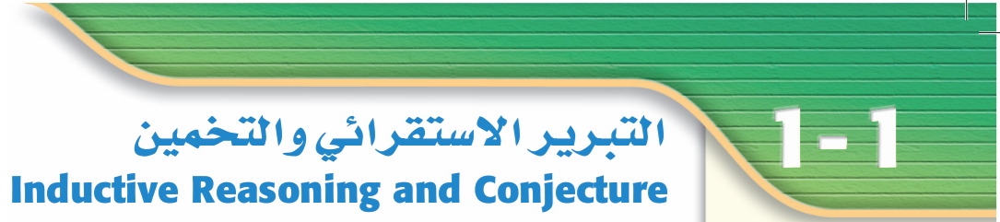 1-1
التبرير الاستقرائي والتخمين
Inductive Reasoning and Conjecture